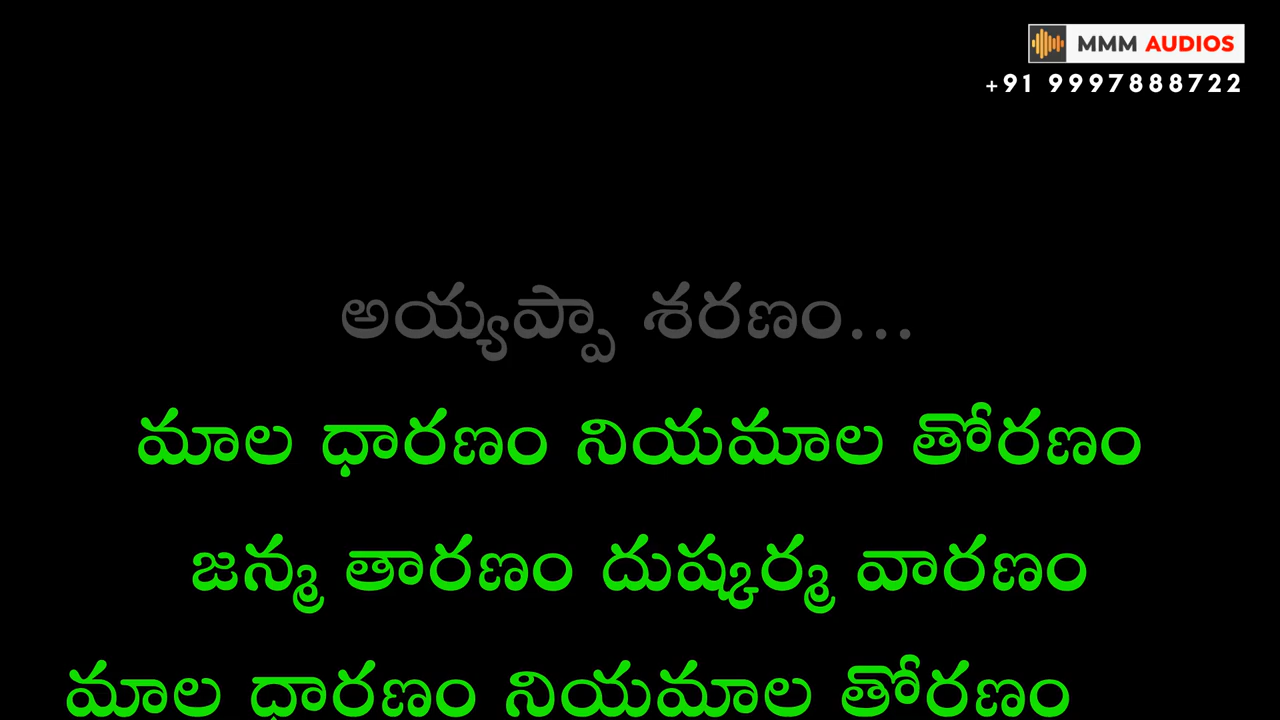 MMM AUDIOS
+91 9997888722
అయ్యప్పా శరణం...
మాల ధారణం నియమాల తోరణం
జన్మ తారణం దుష్కర్మ వారణం
మాల ధారణం నియమాల తోరణం